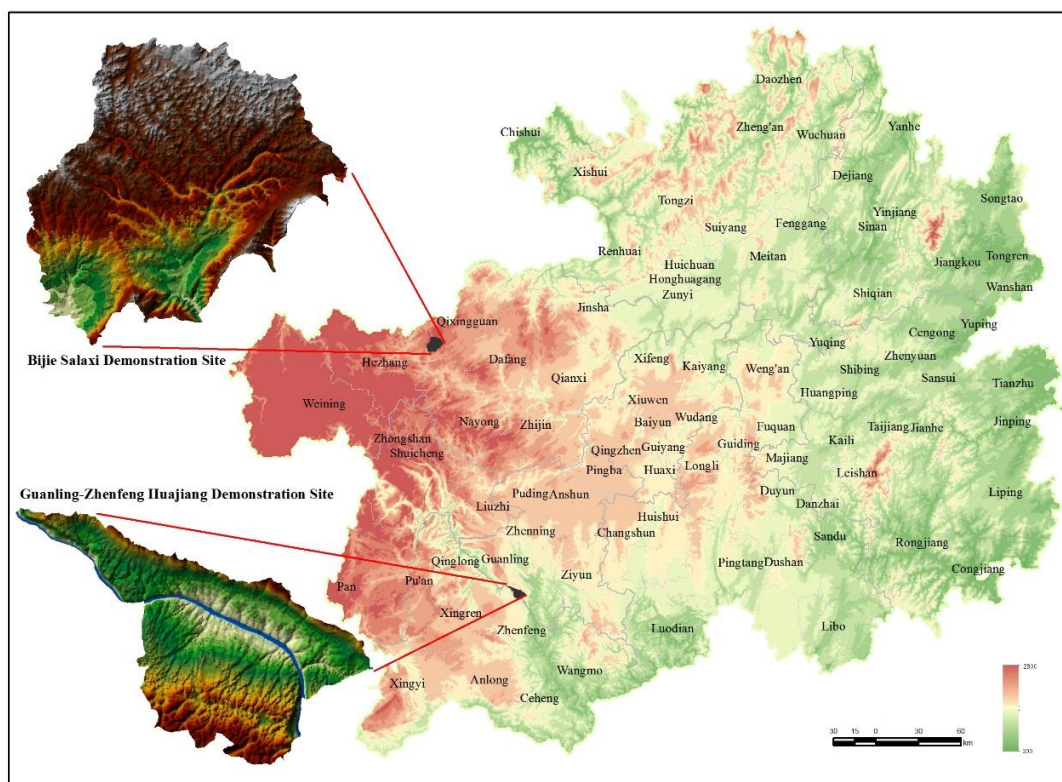 Daozhen
Chishui
Zheng'an
Wuchuan
Yanhe
Xishui
Dejiang
Tongzi
Songtao
Yinjiang
Suiyang
Fenggang
Sinan
Renhuai
Huichuan
Meitan
Jiangkou
Tongren
Honghuagang
Wanshan
Zunyi
Shiqian
Jinsha
Qixingguan
Yuping
Cengong
Yuqing
Bijie Salaxi Demonstration Site
Hezhang
Dafang
Xifeng
Kaiyang
Weng'an
Zhenyuan
Shibing
Qianxi
Sansui
Tianzhu
Huangping
Weining
Xiuwen
Nayong
Zhijin
Baiyun
Wudang
Fuquan
Taijiang
Jianhe
Jinping
Zhongshan
Shuicheng
Qingzhen
Guiyang
Guiding
Kaili
Pingba
Huaxi
Longli
Majiang
Leishan
Guanling-Zhenfeng Huajiang Demonstration Site
Puding
Anshun
Duyun
Liping
Liuzhi
Danzhai
Huishui
Zhenning
Changshun
Sandu
Rongjiang
Qinglong
Guanling
Pingtang
Dushan
Congjiang
Pan
Pu'an
Ziyun
Xingren
Zhenfeng
Luodian
Libo
Xingyi
Anlong
Wangmo
Ceheng
200
30 15 0 30 60
km